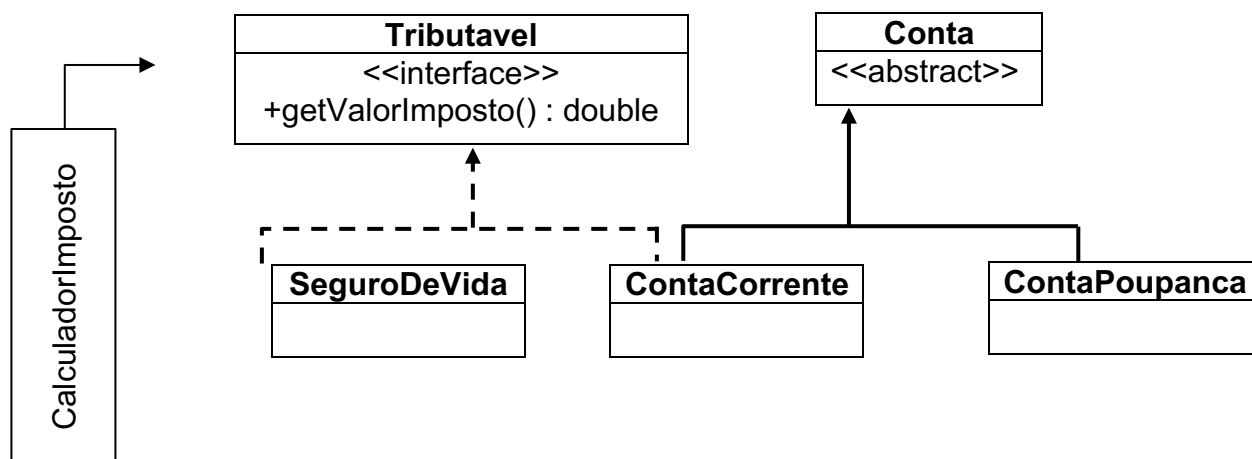 Tributavel
<<interface>>
+getValorImposto() : double
Conta
<<abstract>>
CalculadorImposto
SeguroDeVida
ContaCorrente
ContaPoupanca